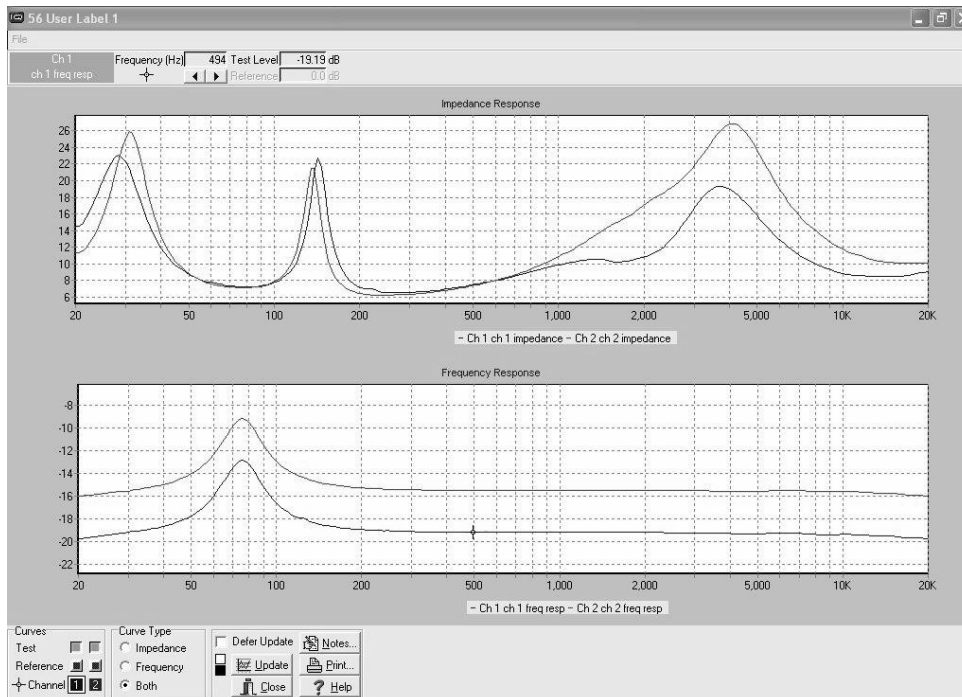 56 User Label 1
File
Ch 1
ch 1 freq resp
Frequency (Hz) 494 Test Level -19.19 dB
Reference 0.0 dB
Impedance Response
26
24
22
20
18
16
14
12
10
8
6
20 50 100 200 500 1,000 2,000 5,000 10K 20K
- Ch 1 ch 1 impedance - Ch 2 ch 2 impedance
Frequency Response
-8
-10
-12
-14
-16
-18
-20
-22
20 50 100 200 500 1,000 2,000 5,000 10K 20K
- Ch 1 ch 1 freq resp - Ch 2 ch 2 freq resp
Curves
Test
Reference
Channel 1 2
Curve Type
Impedance
Frequency
Both
Defer Update
Update
Close
Notes...
Print...
? Help